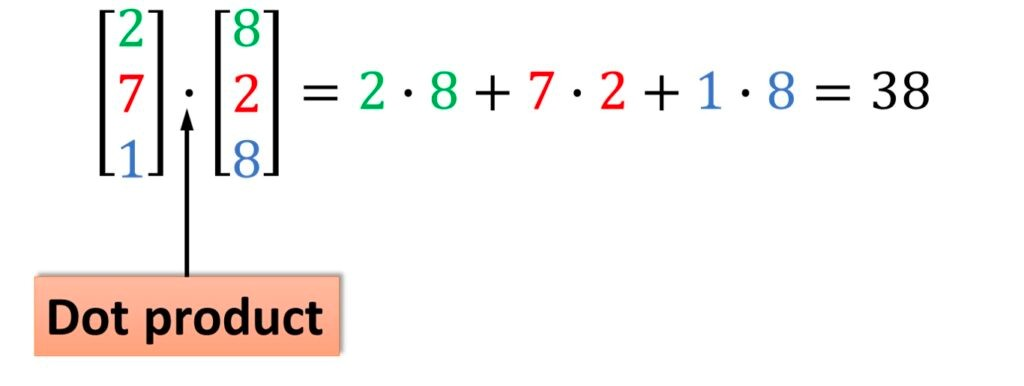 [2 7 1] · [8 2 8] = 2 · 8 + 7 · 2 + 1 · 8 = 38
Dot product